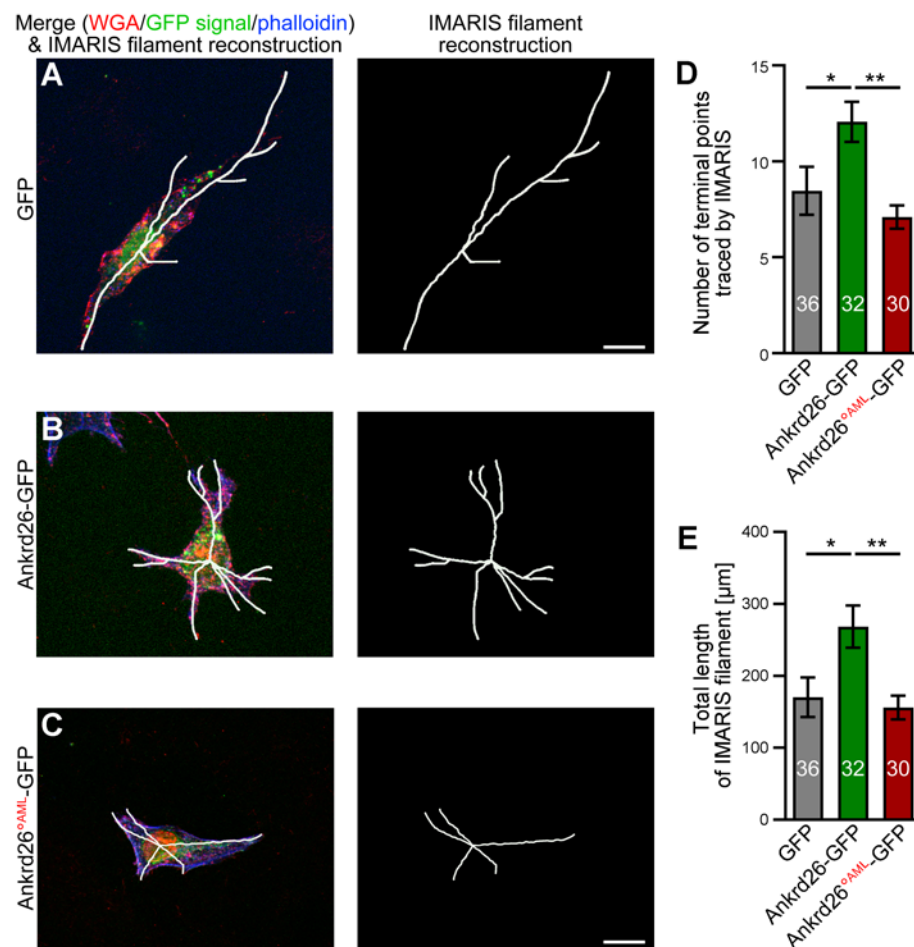 Merge (WGA/GFP signal/phalloidin)
& IMARIS filament reconstruction
IMARIS filament
reconstruction
A
GFP
B
Ankrd26-GFP
C
Ankrd26°ᴬᴹᴸ-GFP
D
Number of terminal points
traced by IMARIS
15
10
5
0
*
**
36
32
30
GFP
Ankrd26-GFP
Ankrd26°ᴬᴹᴸ-GFP
E
Total length
of IMARIS filament [µm]
400
300
200
100
0
*
**
36
32
30
GFP
Ankrd26-GFP
Ankrd26°ᴬᴹᴸ-GFP